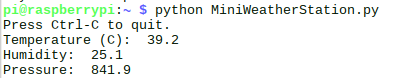 pi@raspberrypi:~ $ python MiniWeatherStation.py
Press Ctrl-C to quit.
Temperature (C):  39.2
Humidity:  25.1
Pressure:  841.9